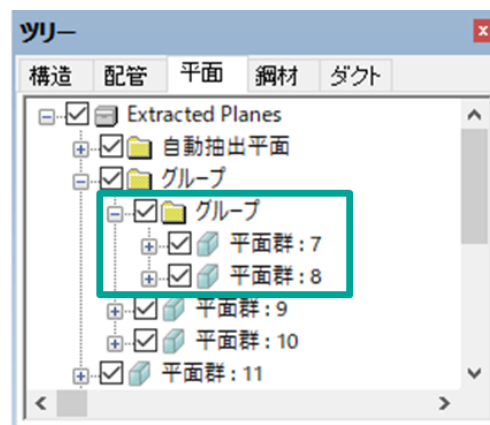 ツリー
構造 配管 平面 鋼材 ダクト
Extracted Planes
自動抽出平面
グループ
グループ
平面群 : 7
平面群 : 8
平面群 : 9
平面群 : 10
平面群 : 11